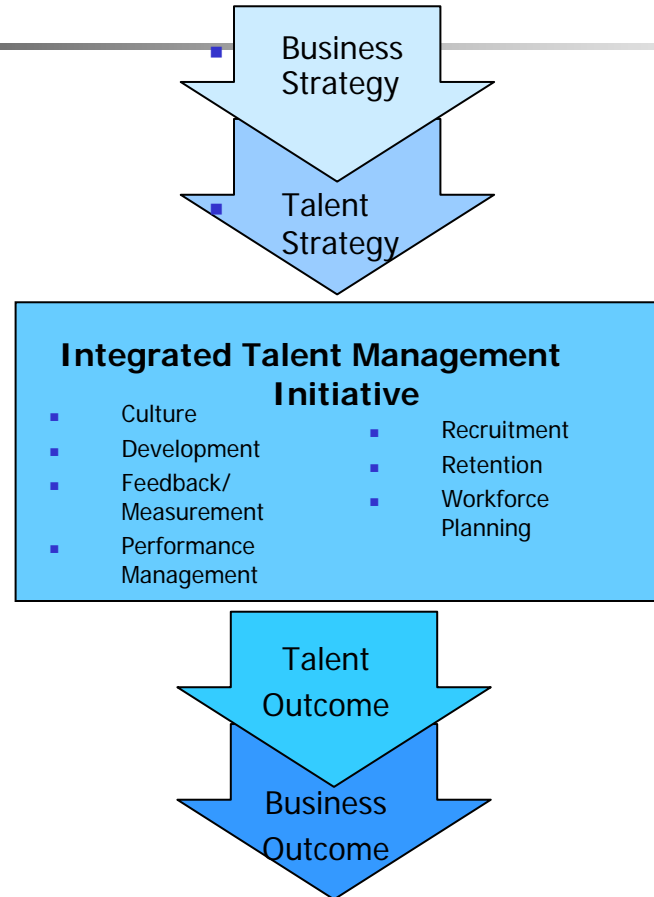 Business
Strategy
Talent
Strategy
Integrated Talent Management
Initiative
Culture
Development
Feedback/
Measurement
Performance
Management
Recruitment
Retention
Workforce
Planning
Talent
Outcome
Business
Outcome